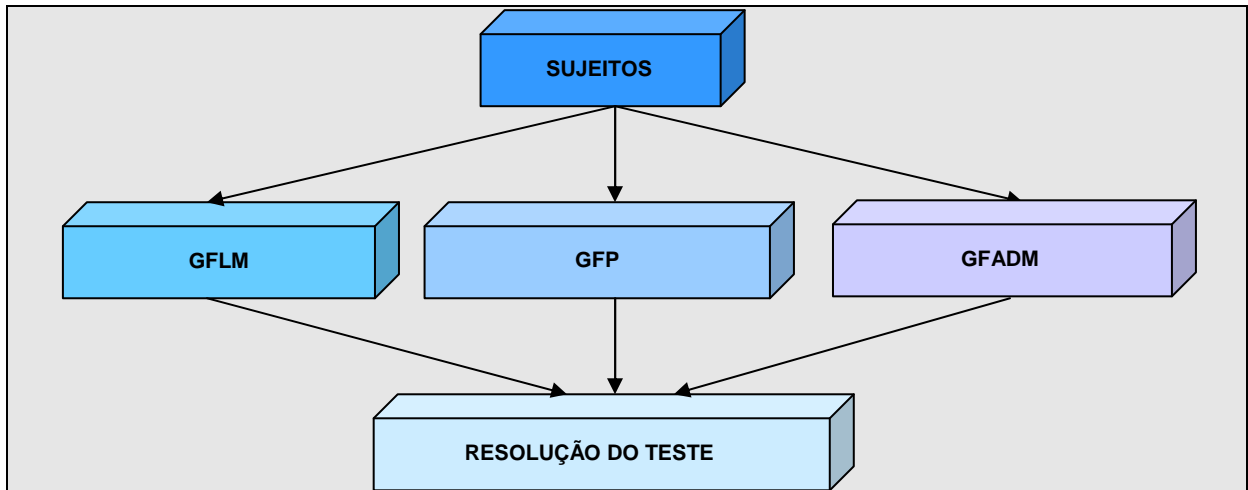 SUJEITOS
GFLM
GFP
GFADM
RESOLUÇÃO DO TESTE